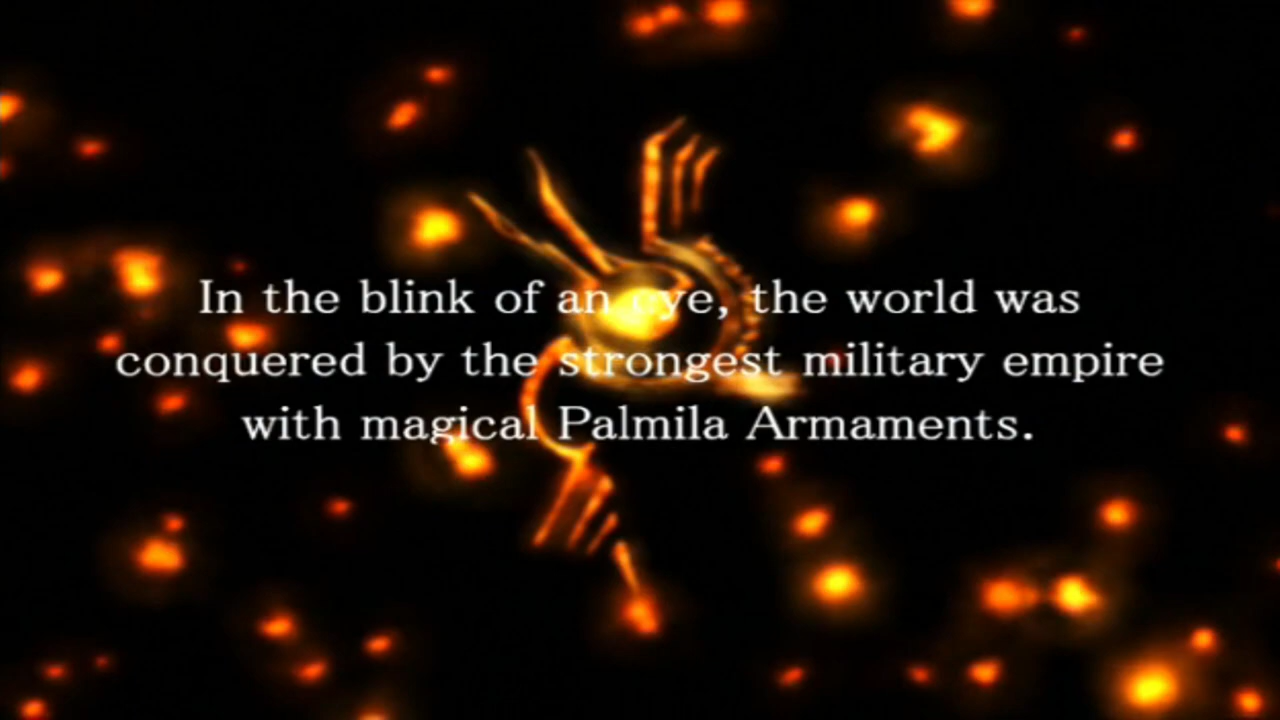 In the blink of an eye, the world was
conquered by the strongest military empire
with magical Palmila Armaments.